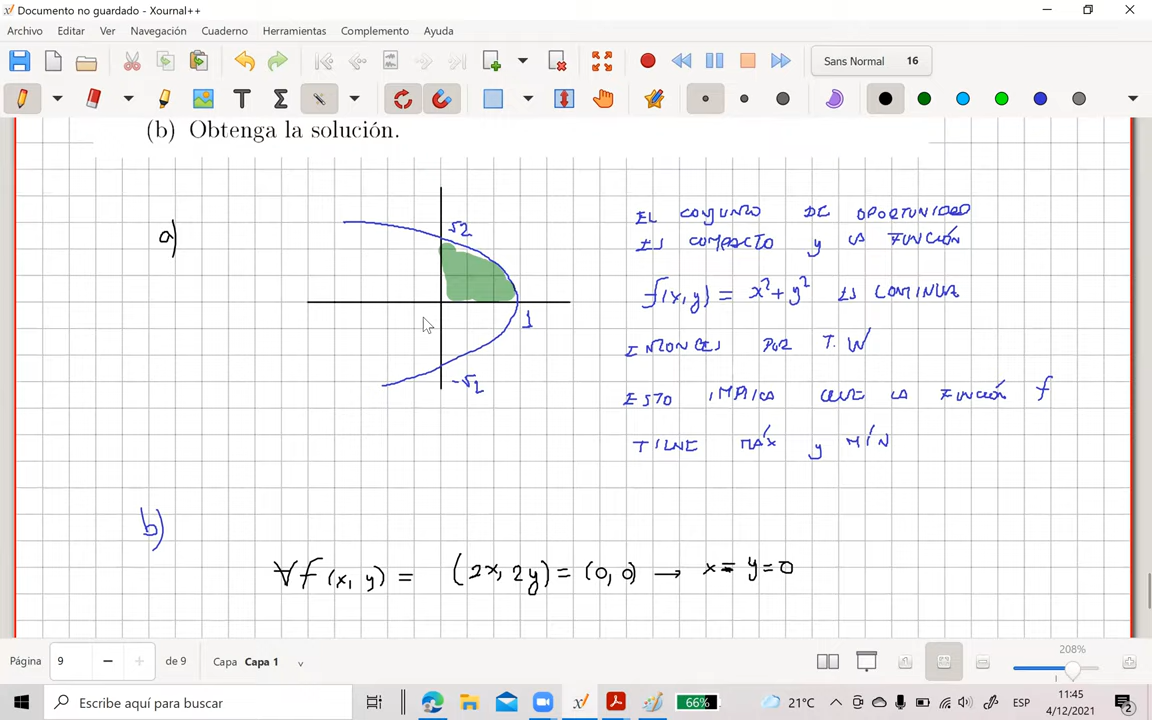 Documento no guardado - Xournal++
Archivo Editar Ver Navegación Cuaderno Herramientas Complemento Ayuda
Sans Normal 16
(b) Obtenga la solución.
a)
√2
1
-√2
EL CONJUNTO DE OPORTUNIDAD
ES COMPACTO y LA FUNCIÓN
f(x,y) = x² + y² ES CONTINUA
ENTONCES POR T.W
ESTO IMPLICA QUE LA FUNCIÓN f
TIENE MÁX y MÍN
b)
∀f(x, y) = (2x, 2y) = (0, 0) → x = y = 0
Página 9 de 9 Capa Capa 1
208%
Escribe aquí para buscar
66%
21°C
ESP
11:45
4/12/2021
2